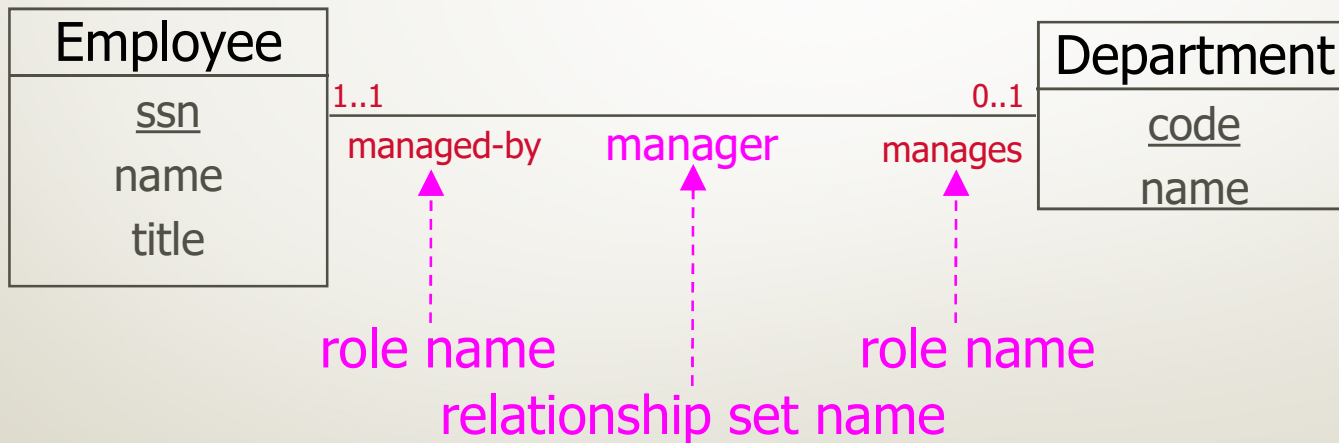 Employee
ssn
name
title
1..1
managed-by
manager
0..1
manages
Department
code
name
role name
role name
relationship set name